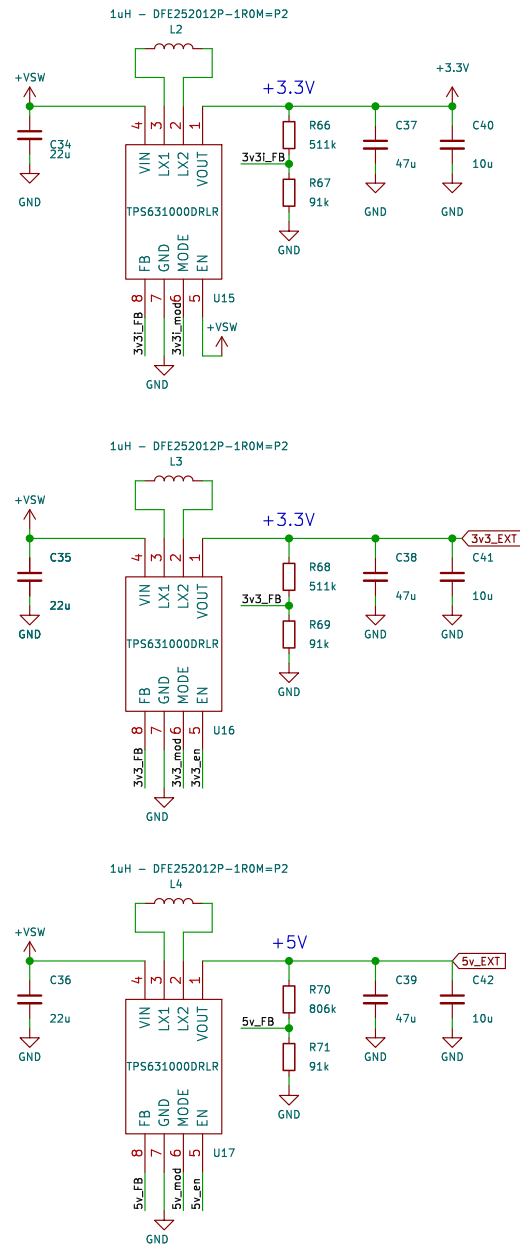 1uH - DFE252012P-1R0M=P2
L2
+VSW
+3.3V
+3.3V
C34
22u
GND
4
3
2
1
VIN
LX1
LX2
VOUT
TPS631000DRLR
FB
GND
MODE
EN
8
7
6
5
U15
3v3i_FB
3v3i_mod
+VSW
GND
R66
511k
3v3i_FB
R67
91k
GND
C37
47u
GND
C40
10u
GND
1uH - DFE252012P-1R0M=P2
L3
+VSW
+3.3V
3v3_EXT
C35
22u
GND
4
3
2
1
VIN
LX1
LX2
VOUT
TPS631000DRLR
FB
GND
MODE
EN
8
7
6
5
U16
3v3_FB
3v3_mod
3v3_en
GND
R68
511k
3v3_FB
R69
91k
GND
C38
47u
GND
C41
10u
GND
1uH - DFE252012P-1R0M=P2
L4
+VSW
+5V
5v_EXT
C36
22u
GND
4
3
2
1
VIN
LX1
LX2
VOUT
TPS631000DRLR
FB
GND
MODE
EN
8
7
6
5
U17
5v_FB
5v_mod
5v_en
GND
R70
806k
5v_FB
R71
91k
GND
C39
47u
GND
C42
10u
GND